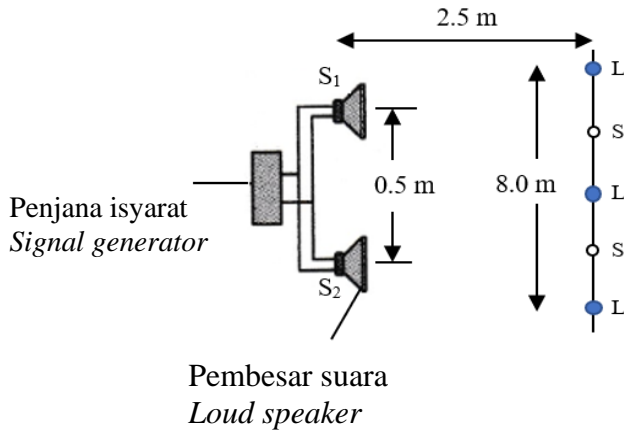 2.5 m
S₁
L
S
0.5 m
8.0 m
L
Penjana isyarat
Signal generator
S
S₂
L
Pembesar suara
Loud speaker